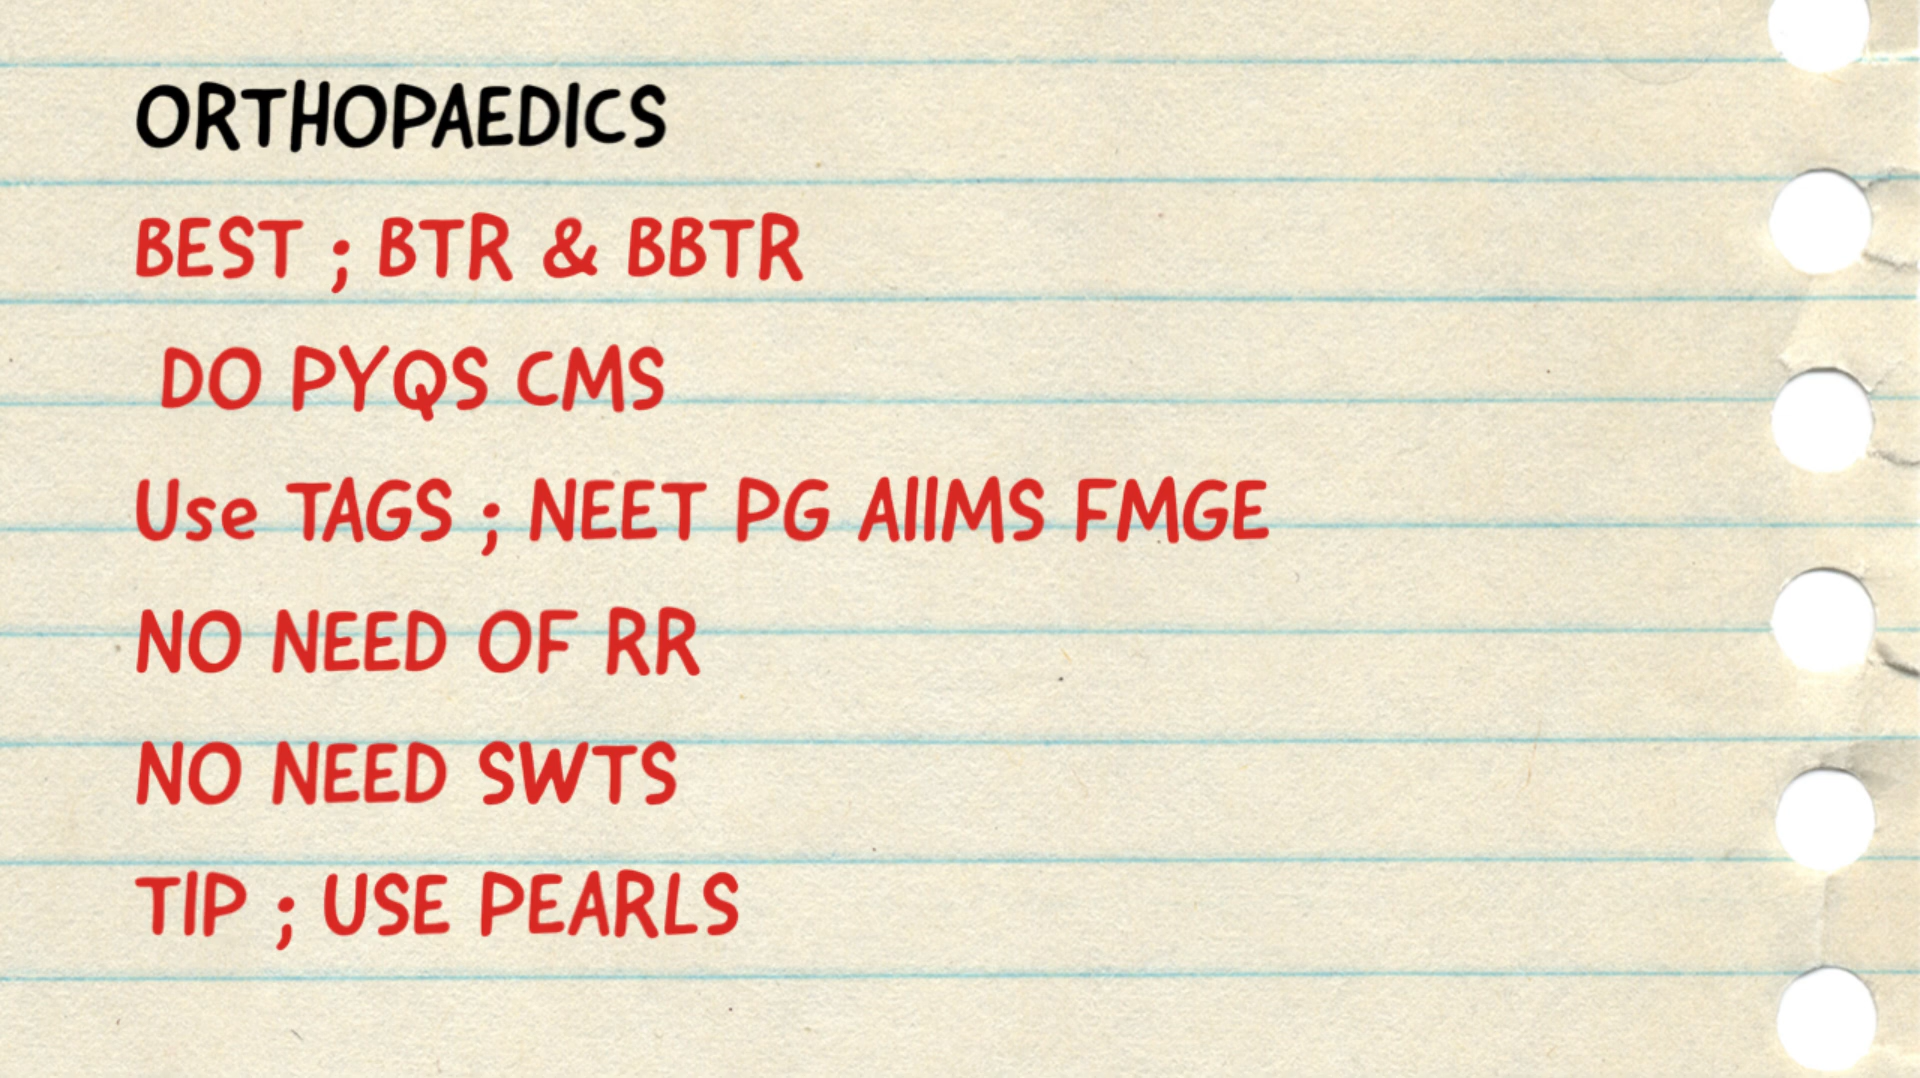 ORTHOPAEDICS
BEST ; BTR & BBTR
DO PYQS CMS
Use TAGS ; NEET PG AIIMS FMGE
NO NEED OF RR
NO NEED SWTS
TIP ; USE PEARLS